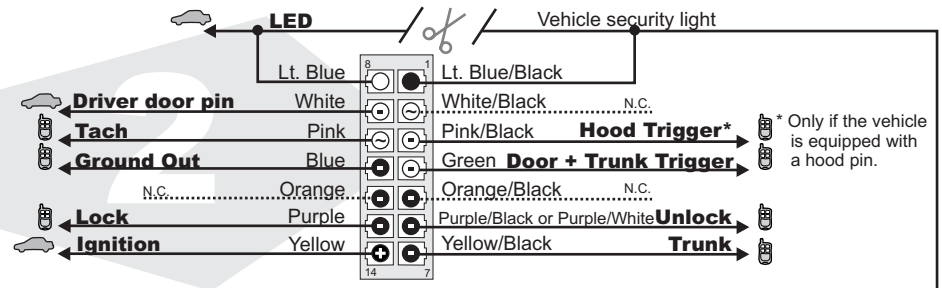 LED Vehicle security light
8 1
Lt. Blue Lt. Blue/Black
Driver door pin White White/Black N.C.
Tach Pink Pink/Black Hood Trigger*
* Only if the vehicle
is equipped with
a hood pin.
Ground Out Blue Green Door + Trunk Trigger
N.C. Orange Orange/Black N.C.
Lock Purple Purple/Black or Purple/White Unlock
Ignition Yellow Yellow/Black Trunk
14 7
2